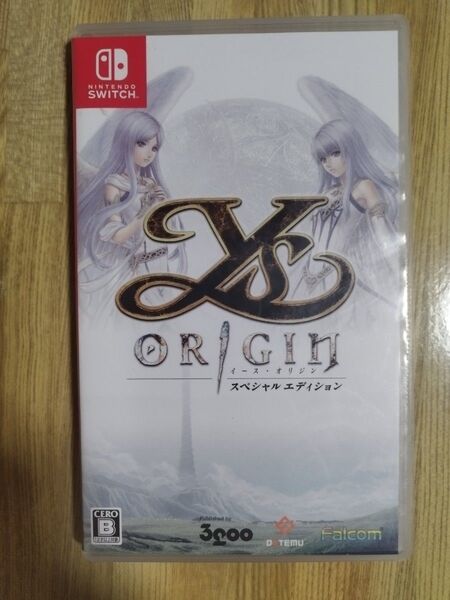 NINTENDO
SWITCH™
Ys
ORIGIN
イース・オリジン
スペシャル エディション
CERO
B
Published by
3goo
DOTEMU
Falcom